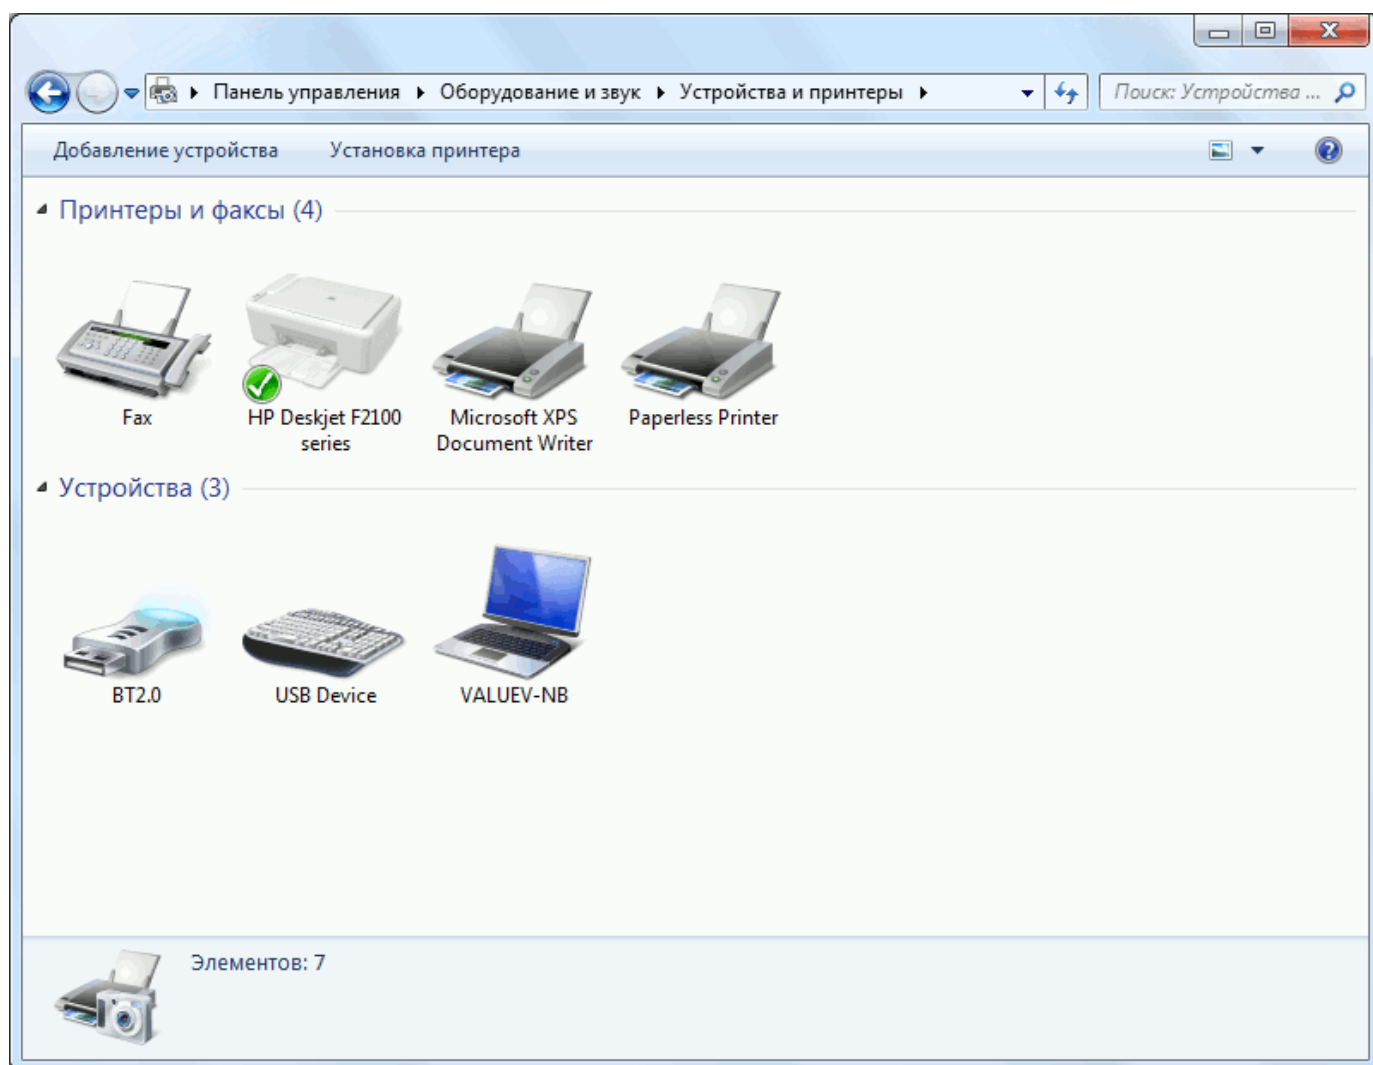 Панель управления Оборудование и звук Устройства и принтеры Поиск: Устройства ...
Добавление устройства Установка принтера
Принтеры и факсы (4)
Fax
HP Deskjet F2100
series
Microsoft XPS
Document Writer
Paperless Printer
Устройства (3)
BT2.0
USB Device
VALUEV-NB
Элементов: 7